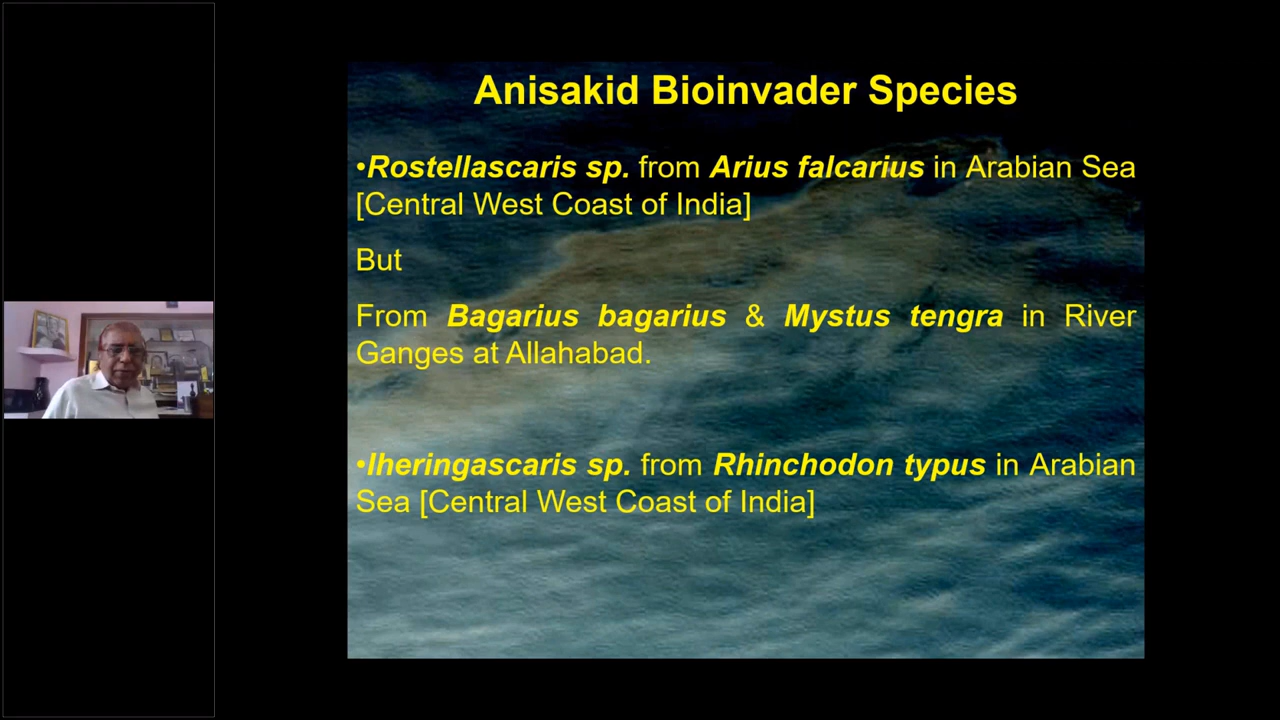 Anisakid Bioinvader Species
•Rostellascaris sp. from Arius falcarius in Arabian Sea
[Central West Coast of India]
But
From Bagarius bagarius & Mystus tengra in River
Ganges at Allahabad.
•Iheringascaris sp. from Rhinchodon typus in Arabian
Sea [Central West Coast of India]